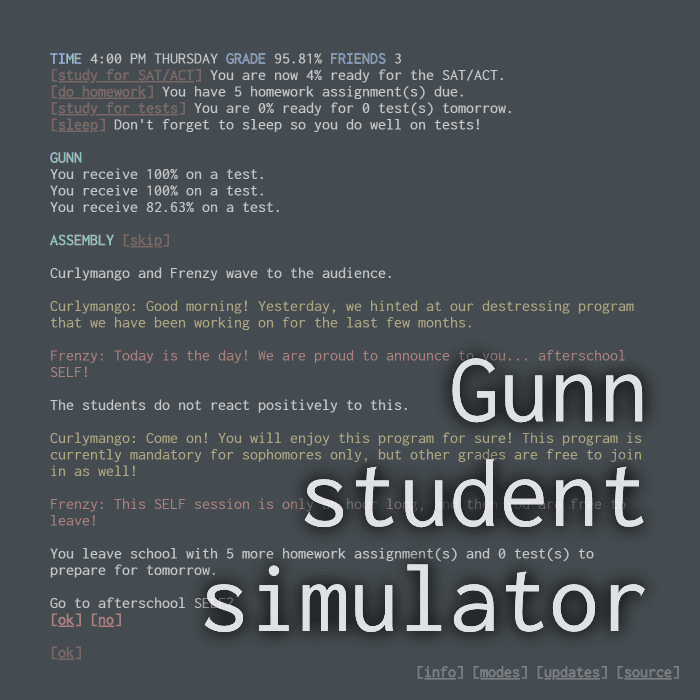 TIME 4:00 PM THURSDAY GRADE 95.81% FRIENDS 3
[study for SAT/ACT] You are now 4% ready for the SAT/ACT.
[do homework] You have 5 homework assignment(s) due.
[study for tests] You are 0% ready for 0 test(s) tomorrow.
[sleep] Don't forget to sleep so you do well on tests!
GUNN
You receive 100% on a test.
You receive 100% on a test.
You receive 82.63% on a test.
ASSEMBLY [skip]
Curlymango and Frenzy wave to the audience.
Curlymango: Good morning! Yesterday, we hinted at our destressing program
that we have been working on for the last few months.
Frenzy: Today is the day! We are proud to announce to you... afterschool
SELF!
The students do not react positively to this.
Curlymango: Come on! You will enjoy this program for sure! This program is
currently mandatory for sophomores only, but other grades are free to join
in as well!
Frenzy: This SELF session is only an hour long, and then you are free to
leave!
You leave school with 5 more homework assignment(s) and 0 test(s) to
prepare for tomorrow.
Go to afterschool SELF?
[ok] [no]
[ok]
Gunn
student
simulator
[info] [modes] [updates] [source]